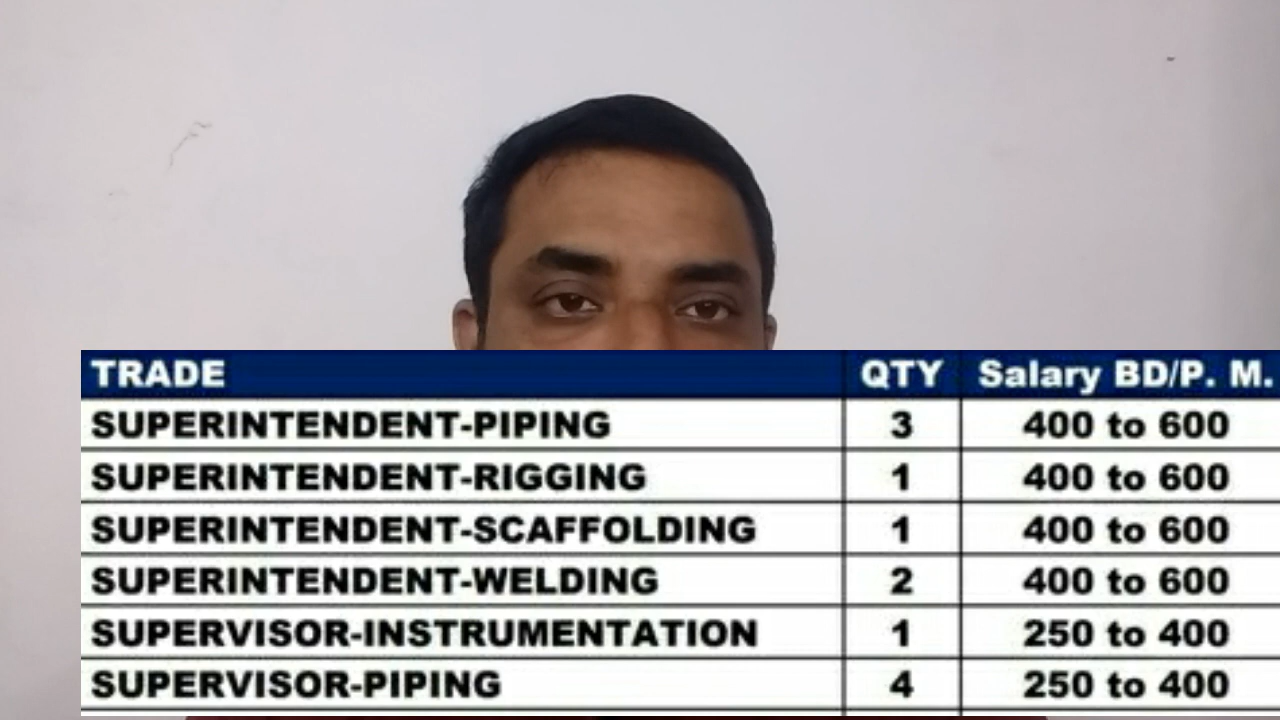 TRADE QTY Salary BD/P. M.
SUPERINTENDENT-PIPING 3 400 to 600
SUPERINTENDENT-RIGGING 1 400 to 600
SUPERINTENDENT-SCAFFOLDING 1 400 to 600
SUPERINTENDENT-WELDING 2 400 to 600
SUPERVISOR-INSTRUMENTATION 1 250 to 400
SUPERVISOR-PIPING 4 250 to 400